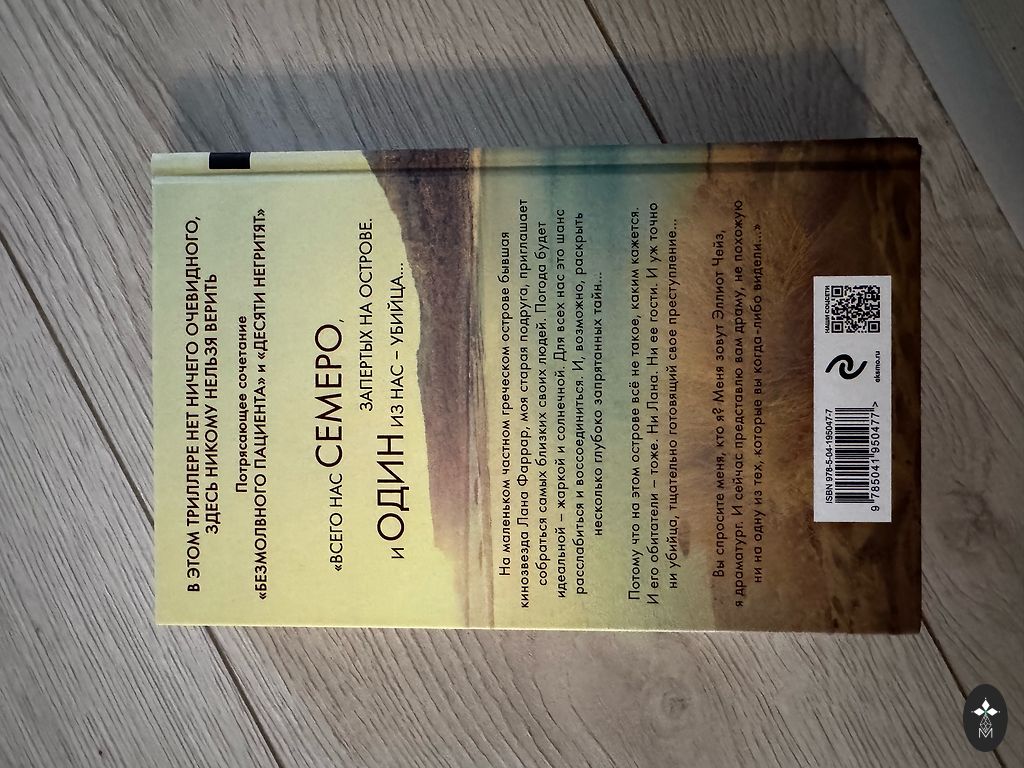 В ЭТОМ ТРИЛЛЕРЕ НЕТ НИЧЕГО ОЧЕВИДНОГО,
ЗДЕСЬ НИКОМУ НЕЛЬЗЯ ВЕРИТЬ
Потрясающее сочетание
«БЕЗМОЛВНОГО ПАЦИЕНТА» и «ДЕСЯТИ НЕГРИТЯТ»
«ВСЕГО НАС СЕМЕРО,
ЗАПЕРТЫХ НА ОСТРОВЕ.
И ОДИН ИЗ НАС – УБИЙЦА...
На маленьком частном греческом острове бывшая
кинозвезда Лана Фаррар, моя старая подруга, приглашает
собраться самых близких своих людей. Погода будет
идеальной – жаркой и солнечной. Для всех нас это шанс
расслабиться и воссоединиться. И, возможно, раскрыть
несколько глубоко запрятанных тайн...
Потому что на этом острове всё не такое, каким кажется.
И его обитатели – тоже. Ни Лана. Ни ее гости. И уж точно
ни убийца, тщательно готовящий свое преступление...
Вы спросите меня, кто я? Меня зовут Эллиот Чейз,
я драматург. И сейчас представлю вам драму, не похожую
ни на одну из тех, которые вы когда-либо видели...»
ISBN 978-5-04-195047-7
9 785041 950477 >
eksmo.ru
НАШИ СОЦСЕТИ
M